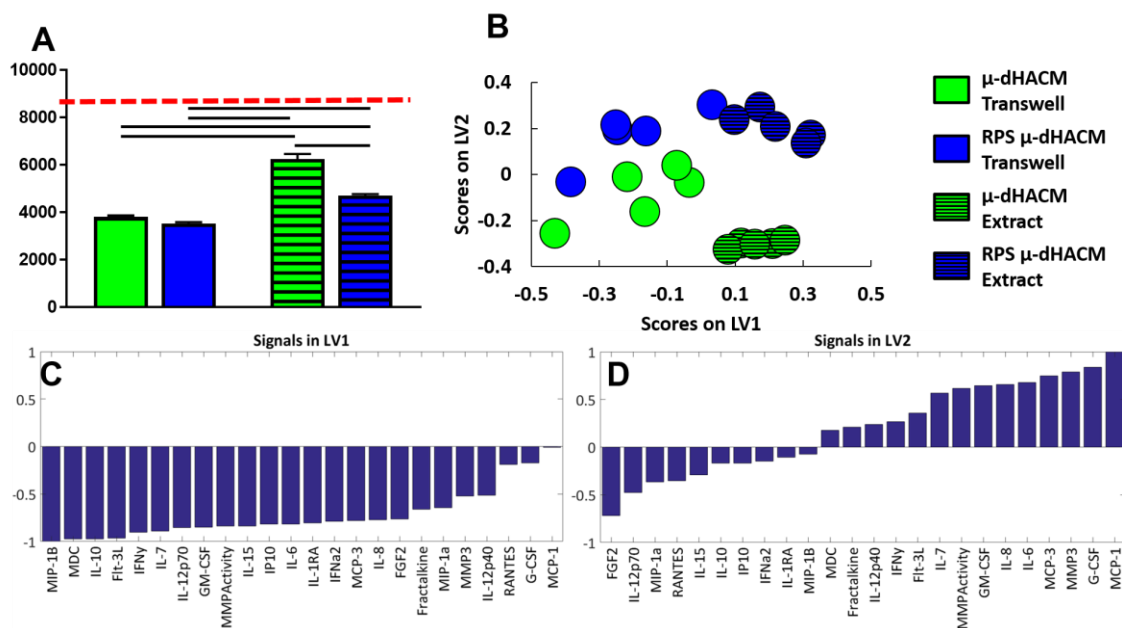 A
10000
8000
6000
4000
2000
0
B
0.4
0.2
0
-0.2
-0.4
-0.5
-0.3
-0.1
0.1
0.3
0.5
Scores on LV2
Scores on LV1
μ-dHACM
Transwell
RPS μ-dHACM
Transwell
μ-dHACM
Extract
RPS μ-dHACM
Extract
Signals in LV1
C
1
0.5
0
-0.5
-1
MIP-1B
MDC
IL-10
Flt-3L
IFNy
IL-7
IL-12p70
GM-CSF
MMPActivity
IL-15
IP10
IL-6
IL-1RA
IFNa2
MCP-3
IL-8
FGF2
Fractalkine
MIP-1a
MMP3
IL-12p40
RANTES
G-CSF
MCP-1
Signals in LV2
D
1
0.5
0
-0.5
-1
FGF2
IL-12p70
MIP-1a
RANTES
IL-15
IL-10
IP10
IFNa2
IL-1RA
MIP-1B
MDC
Fractalkine
IL-12p40
IFNy
Flt-3L
IL-7
MMPActivity
GM-CSF
IL-8
IL-6
MCP-3
MMP3
G-CSF
MCP-1